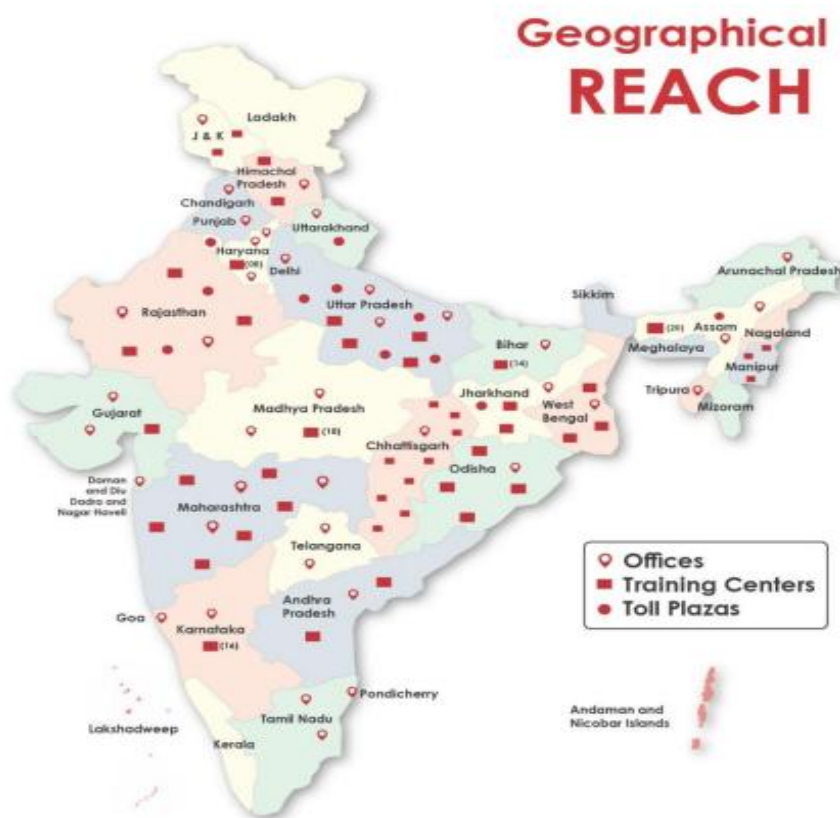 Geographical
REACH
Ladakh
J & K
Himachal
Pradesh
Chandigarh
Punjab
Uttarakhand
Haryana
(08)
Delhi
Arunachal Pradesh
Rajasthan
Uttar Pradesh
Sikkim
(20)
Assam
Nagaland
Meghalaya
Bihar
(14)
Manipur
Tripura
Mizoram
Gujarat
Madhya Pradesh
(18)
Jharkhand
West
Bengal
Chhattisgarh
Odisha
Daman
and Diu
Dadra and
Nagar Haveli
Maharashtra
Telangana
Offices
Training Centers
Toll Plazas
Andhra
Pradesh
Goa
Karnataka
(16)
Pondicherry
Tamil Nadu
Andaman and
Nicobar Islands
Lakshadweep
Kerala